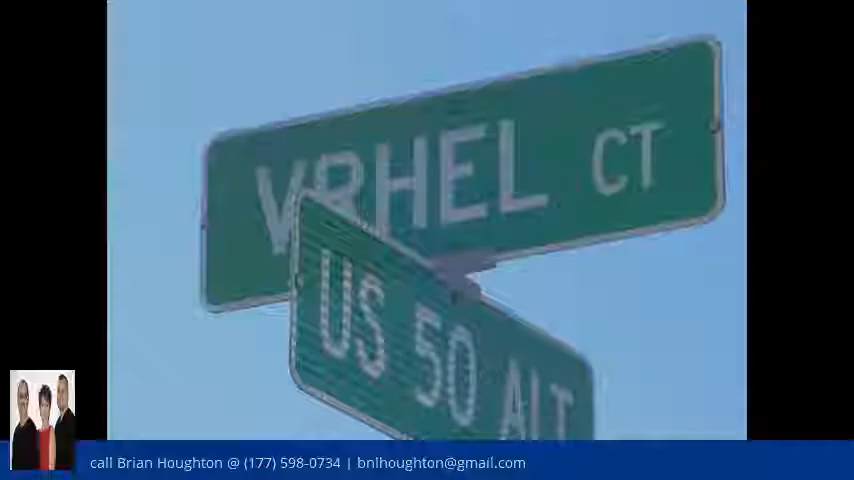 VRHEL CT
US 50 ALT
call Brian Houghton @ (177) 598-0734 | bnlhoughton@gmail.com